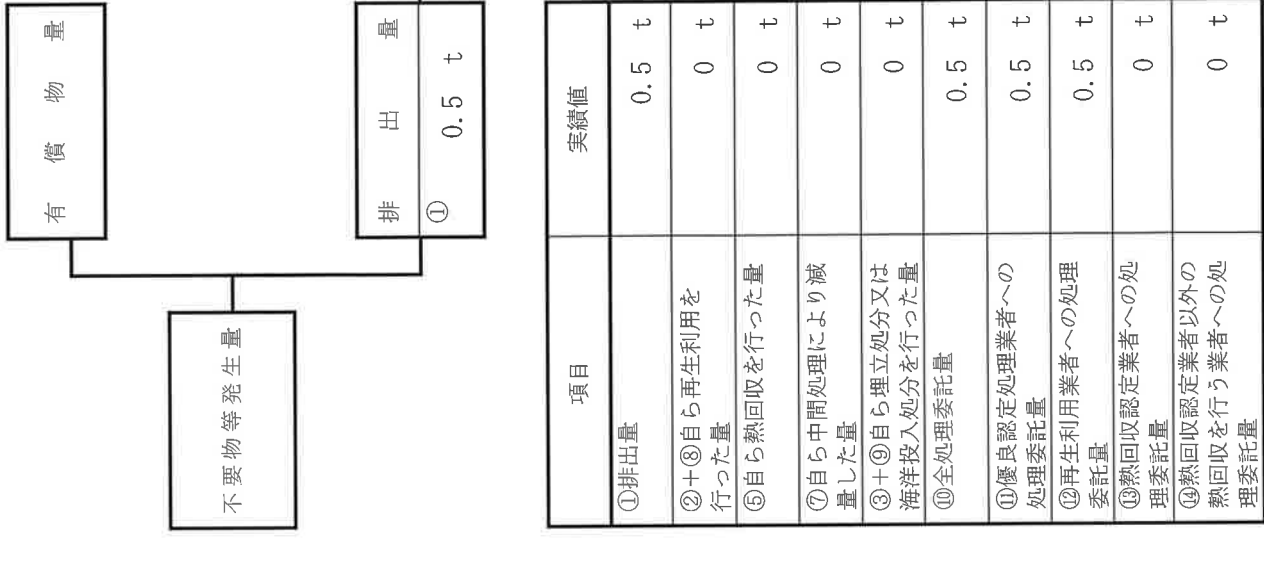 有償物量
不要物等発生量
排出量
①
0.5 t
項目 実績値
①排出量 0.5 t
②+⑧自ら再生利用を
行った量 0 t
⑤自ら熱回収を行った量 0 t
⑦自ら中間処理により減
量した量 0 t
③+⑨自ら埋立処分又は
海洋投入処分を行った量 0 t
⑩全処理委託量 0.5 t
⑪優良認定処理業者への
処理委託量 0.5 t
⑫再生利用業者への処理
委託量 0.5 t
⑬熱回収認定業者への処
理委託量 0 t
⑭熱回収認定業者以外の
熱回収を行う業者への処
理委託量 0 t